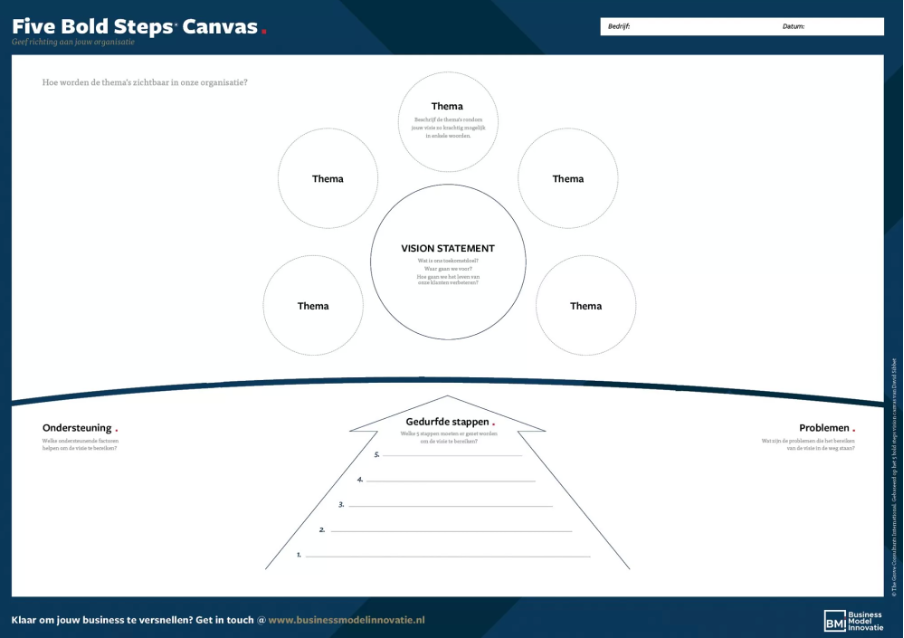 Five Bold Steps® Canvas.
Geef richting aan jouw organisatie
Bedrijf: Datum:
Hoe worden de thema's zichtbaar in onze organisatie?
Thema
Beschrijf de thema's rondom
jouw visie zo krachtig mogelijk
in enkele woorden.
Thema
Thema
VISION STATEMENT
Wat is ons toekomstdoel?
Waar gaan we voor?
Hoe gaan we het leven van
onze klanten verbeteren?
Thema
Thema
Ondersteuning .
Welke ondersteunende factoren
helpen om de visie te bereiken?
Gedurfde stappen .
Welke 5 stappen moeten er gezet worden
om de visie te bereiken?
5.
4.
3.
2.
1.
Problemen .
Wat zijn de problemen die het bereiken
van de visie in de weg staan?
© The Grove Consultants International. Gebaseerd op het 5 bold steps vision canvas van David Sibbet
Klaar om jouw business te versnellen? Get in touch @ www.businessmodelinnovatie.nl
BMI
Business
Model
Innovatie